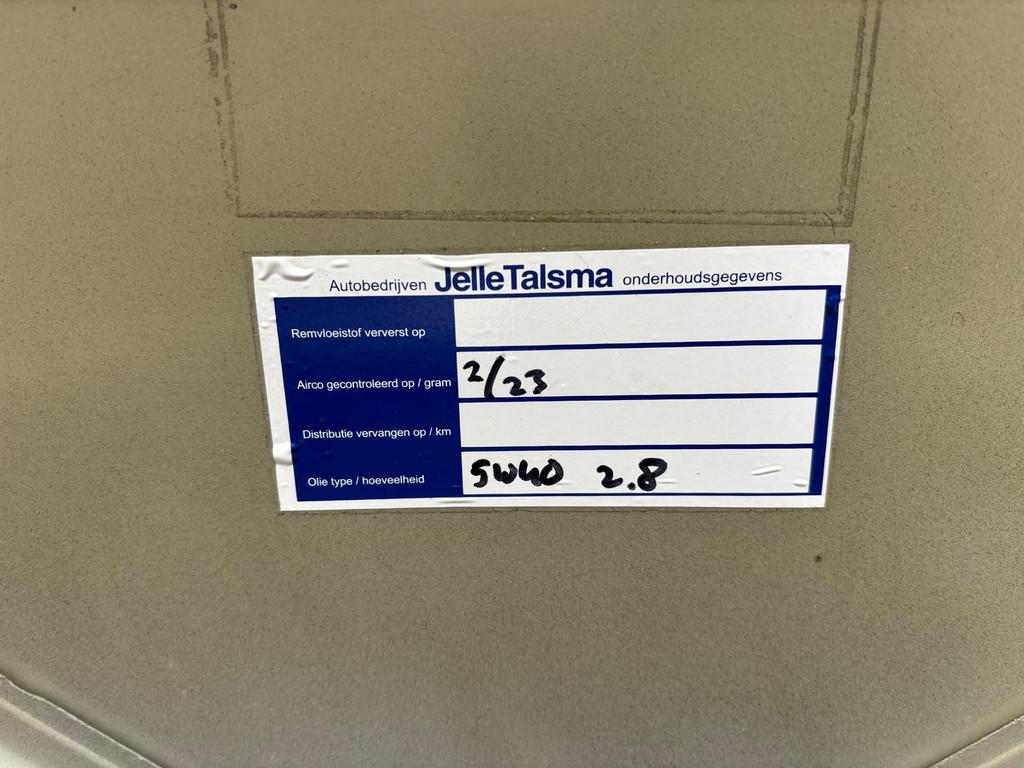 Autobedrijven JelleTalsma onderhoudsgegevens
Remvloeistof ververst op
Airco gecontroleerd op / gram 2/23
Distributie vervangen op / km
Olie type / hoeveelheid 5W40 2.8